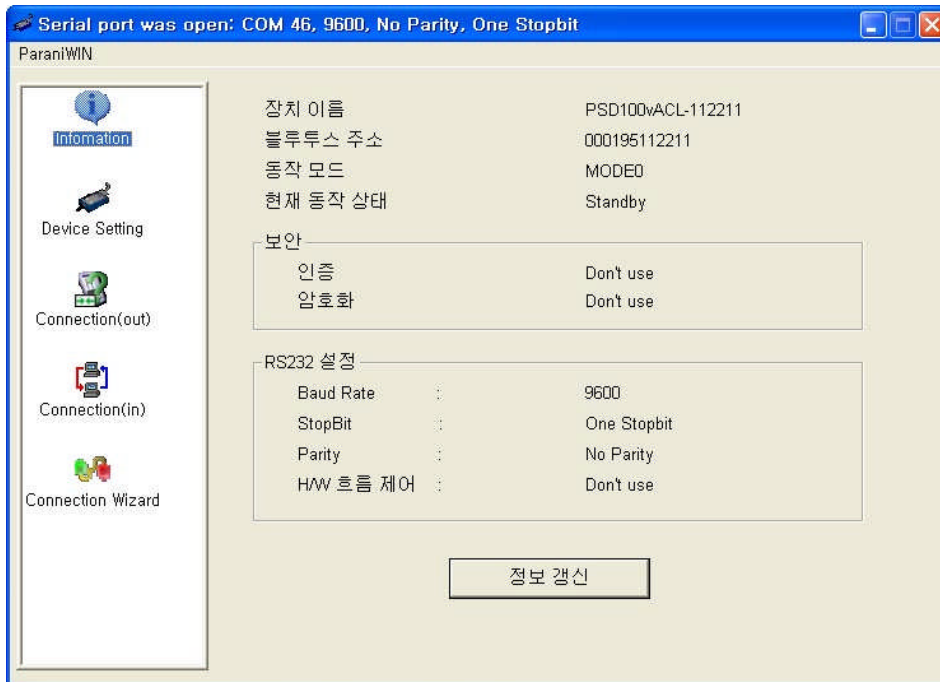 Serial port was open: COM 46, 9600, No Parity, One Stopbit
ParaniWIN
Infomation
Device Setting
Connection(out)
Connection(in)
Connection Wizard
장치 이름 PSD100vACL-112211
블루투스 주소 000195112211
동작 모드 MODE0
현재 동작 상태 Standby
보안
인증 Don't use
암호화 Don't use
RS232 설정
Baud Rate : 9600
StopBit : One Stopbit
Parity : No Parity
H/W 흐름 제어 : Don't use
정보 갱신